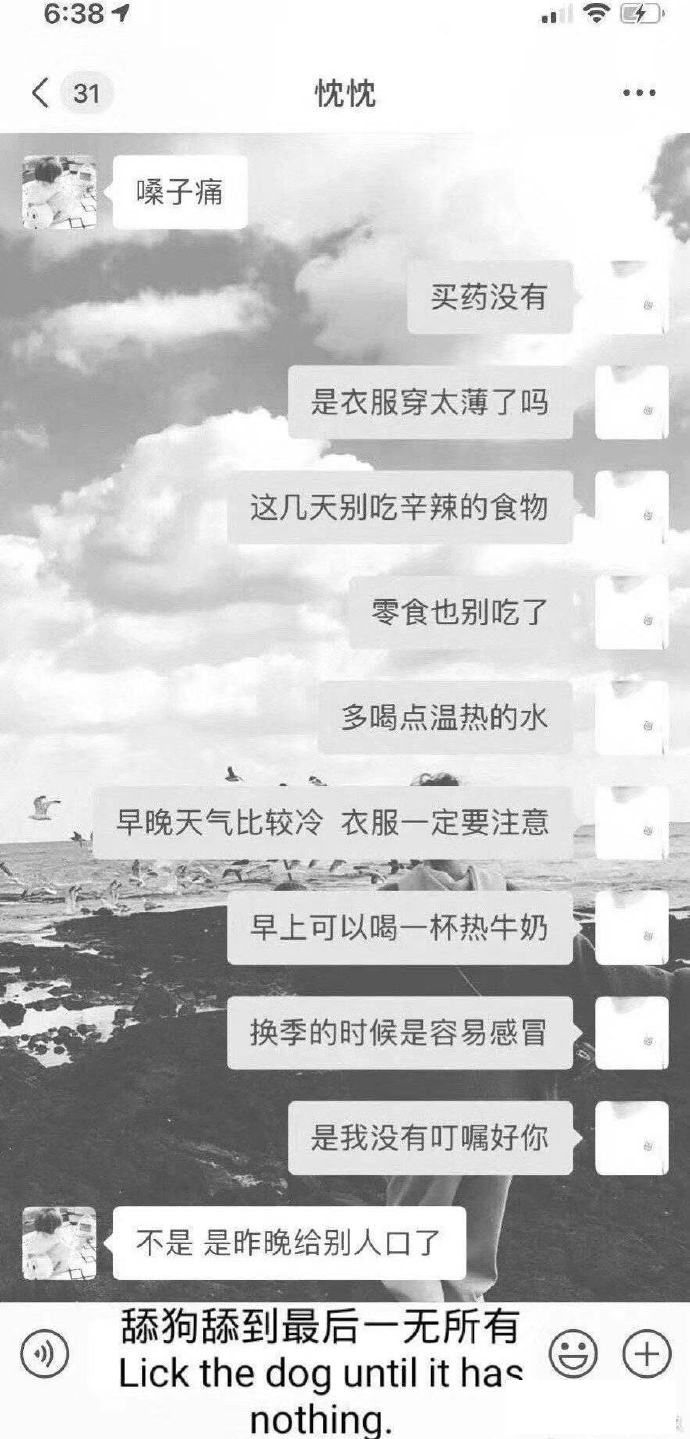 6:38
31
忱忱
嗓子痛
买药没有
是衣服穿太薄了吗
这几天别吃辛辣的食物
零食也别吃了
多喝点温热的水
早晚天气比较冷 衣服一定要注意
早上可以喝一杯热牛奶
换季的时候是容易感冒
是我没有叮嘱好你
不是 是昨晚给别人口了
舔狗舔到最后一无所有
Lick the dog until it has
nothing.